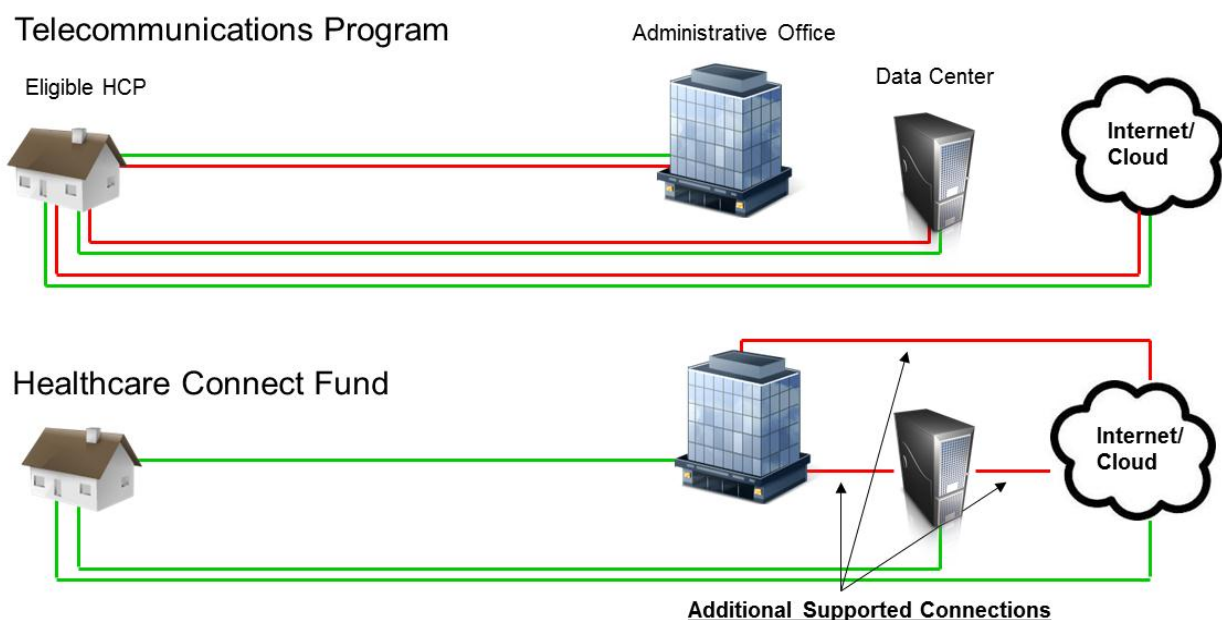 Telecommunications Program
Administrative Office
Eligible HCP
Data Center
Internet/
Cloud
Healthcare Connect Fund
Internet/
Cloud
Additional Supported Connections